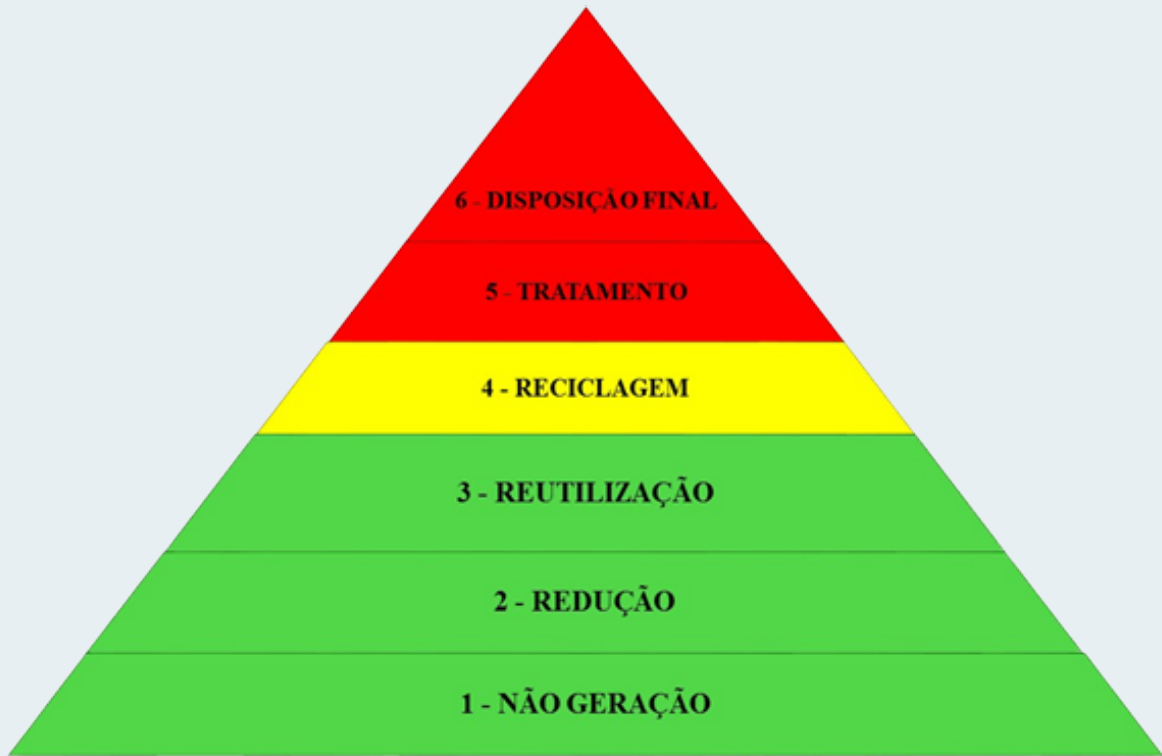 6 - DISPOSIÇÃO FINAL
5 - TRATAMENTO
4 - RECICLAGEM
3 - REUTILIZAÇÃO
2 - REDUÇÃO
1 - NÃO GERAÇÃO